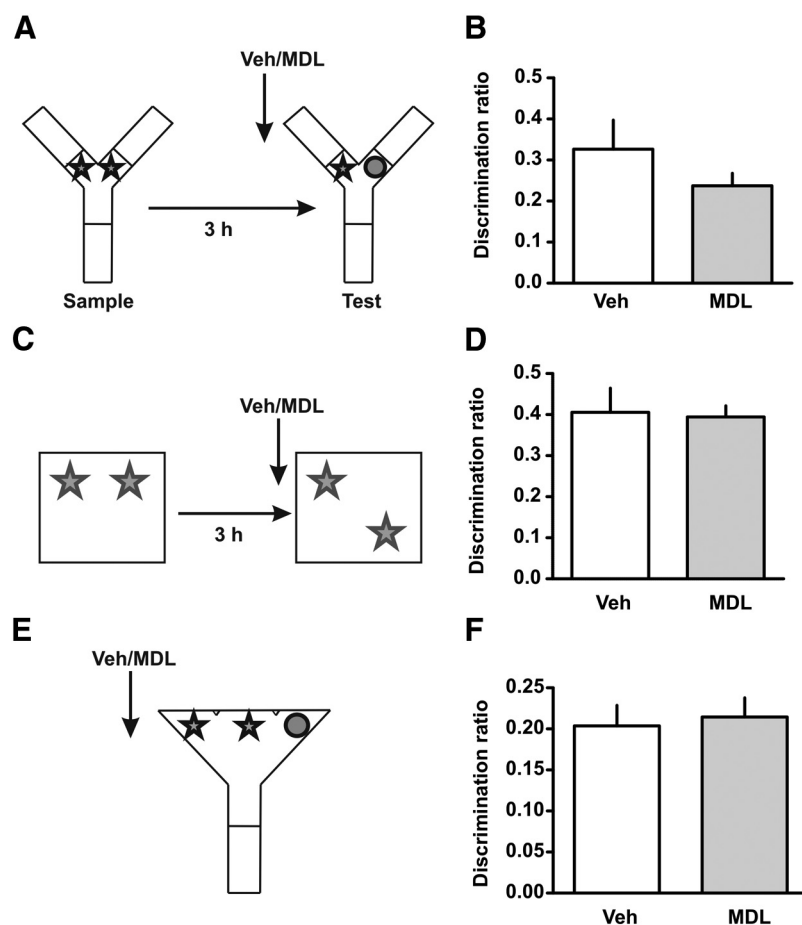 A
Veh/MDL
3 h
Sample
Test
B
Discrimination ratio
0.5
0.4
0.3
0.2
0.1
0.0
Veh
MDL
C
Veh/MDL
3 h
D
Discrimination ratio
0.5
0.4
0.3
0.2
0.1
0.0
Veh
MDL
E
Veh/MDL
F
Discrimination ratio
0.25
0.20
0.15
0.10
0.05
0.00
Veh
MDL